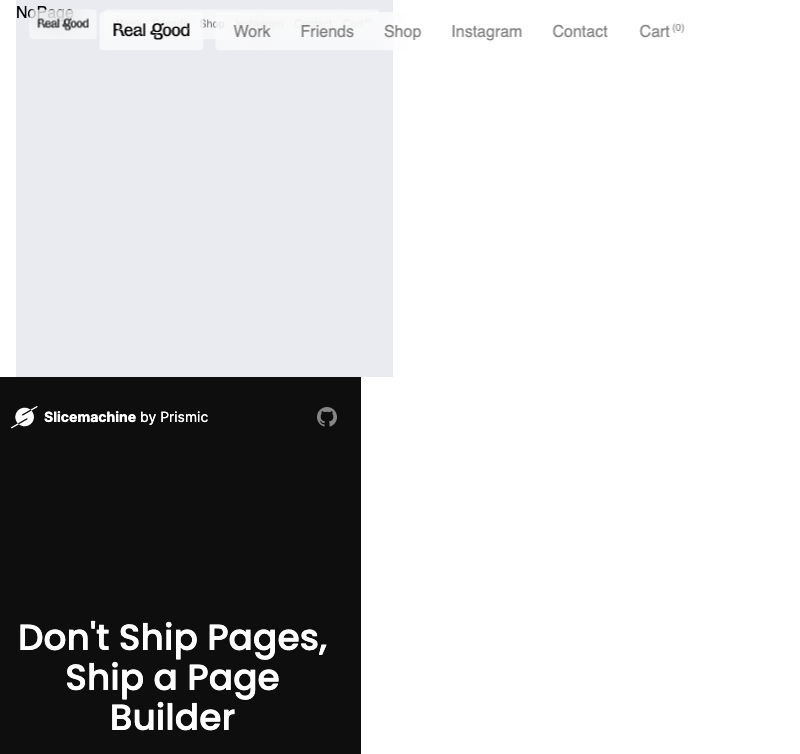 NoPage
Real good
Real good
Shop
Work
Friends
Shop
Instagram
Contact
Cart (0)
Slicemachine by Prismic
Don't Ship Pages,
Ship a Page
Builder